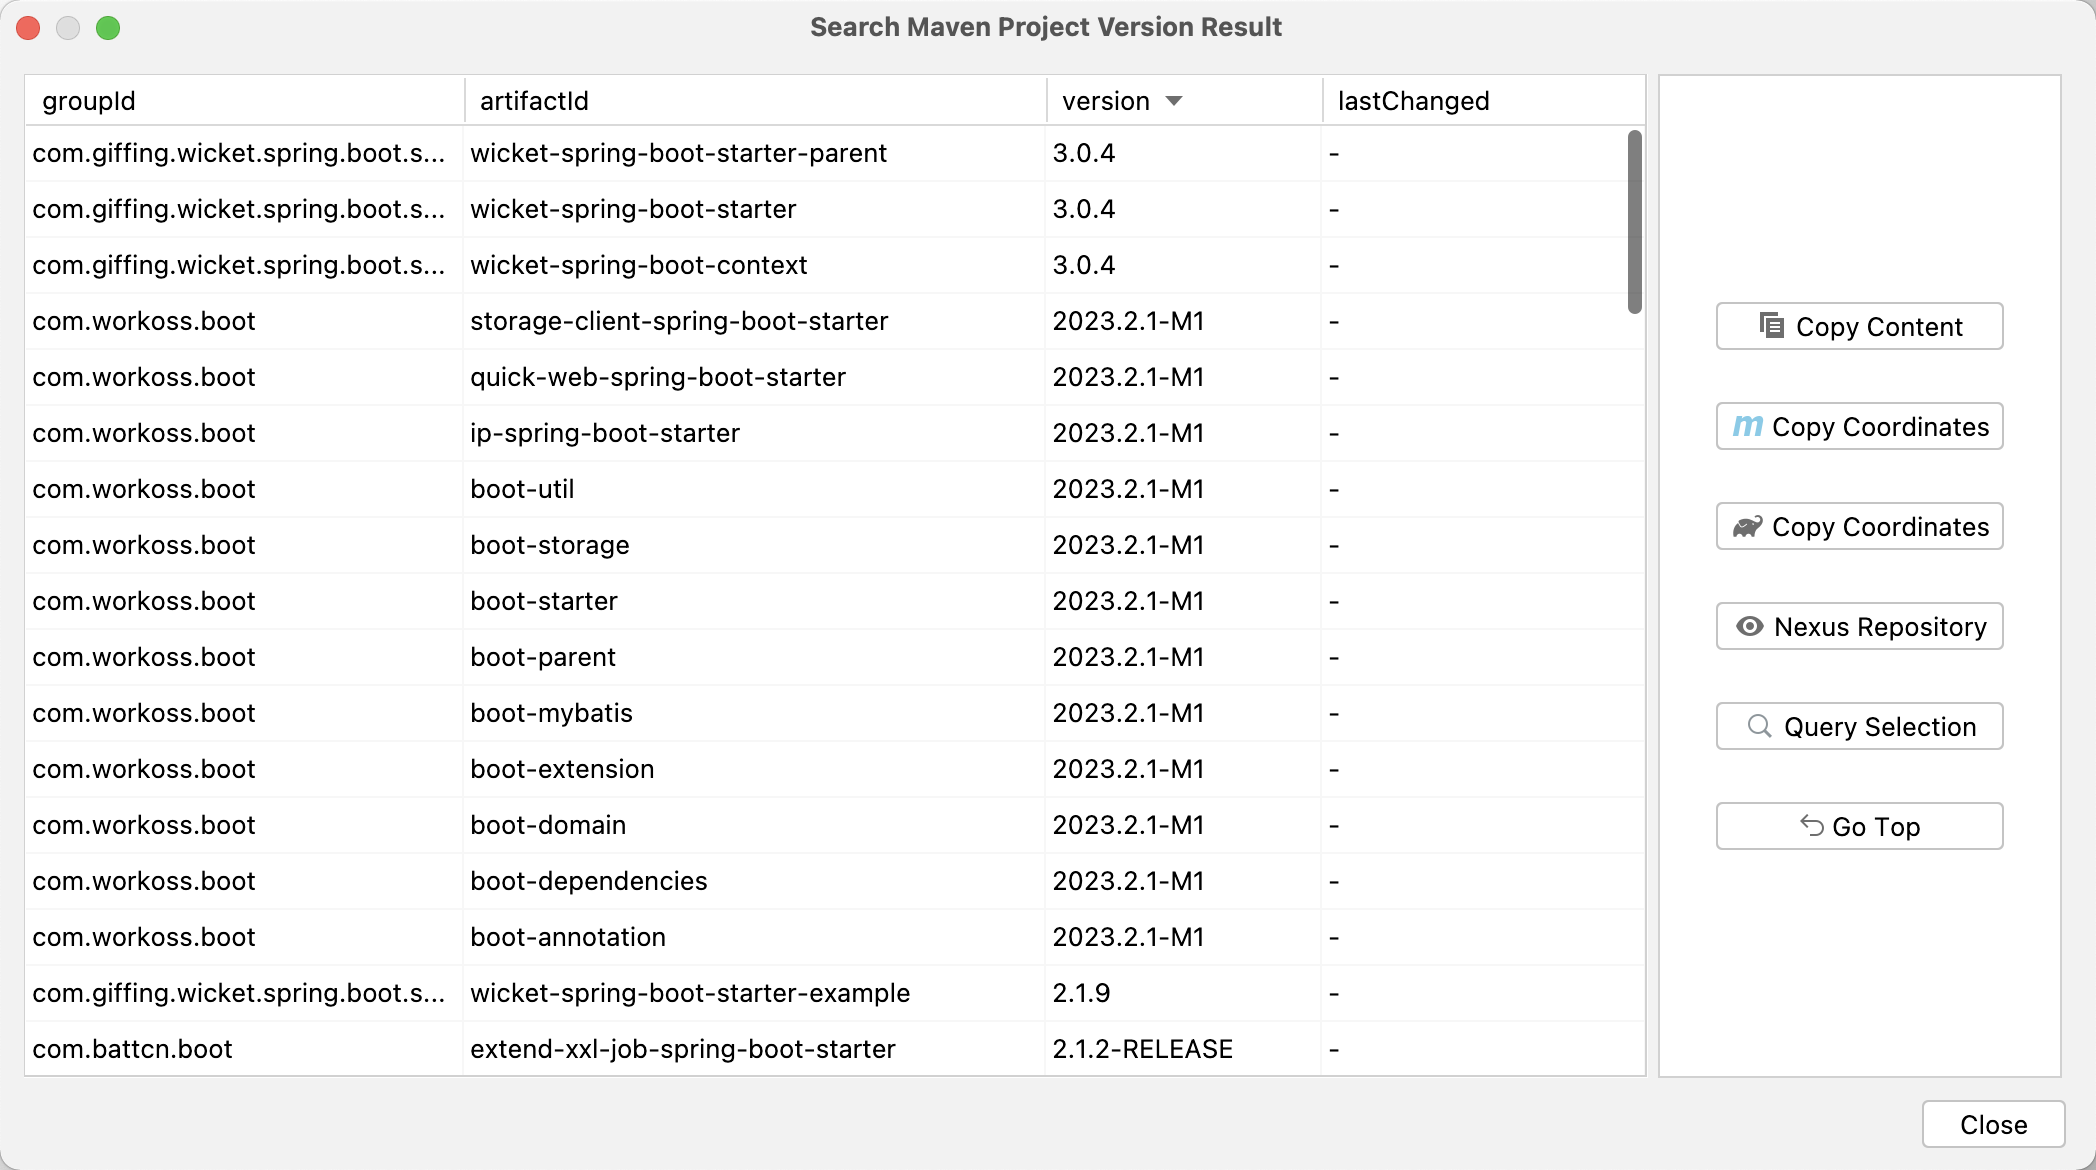 Search Maven Project Version Result
groupId artifactId version lastChanged
com.giffing.wicket.spring.boot.s... wicket-spring-boot-starter-parent 3.0.4 -
com.giffing.wicket.spring.boot.s... wicket-spring-boot-starter 3.0.4 -
com.giffing.wicket.spring.boot.s... wicket-spring-boot-context 3.0.4 -
com.workoss.boot storage-client-spring-boot-starter 2023.2.1-M1 -
com.workoss.boot quick-web-spring-boot-starter 2023.2.1-M1 -
com.workoss.boot ip-spring-boot-starter 2023.2.1-M1 -
com.workoss.boot boot-util 2023.2.1-M1 -
com.workoss.boot boot-storage 2023.2.1-M1 -
com.workoss.boot boot-starter 2023.2.1-M1 -
com.workoss.boot boot-parent 2023.2.1-M1 -
com.workoss.boot boot-mybatis 2023.2.1-M1 -
com.workoss.boot boot-extension 2023.2.1-M1 -
com.workoss.boot boot-domain 2023.2.1-M1 -
com.workoss.boot boot-dependencies 2023.2.1-M1 -
com.workoss.boot boot-annotation 2023.2.1-M1 -
com.giffing.wicket.spring.boot.s... wicket-spring-boot-starter-example 2.1.9 -
com.battcn.boot extend-xxl-job-spring-boot-starter 2.1.2-RELEASE -
Copy Content
m Copy Coordinates
Copy Coordinates
Nexus Repository
Query Selection
Go Top
Close